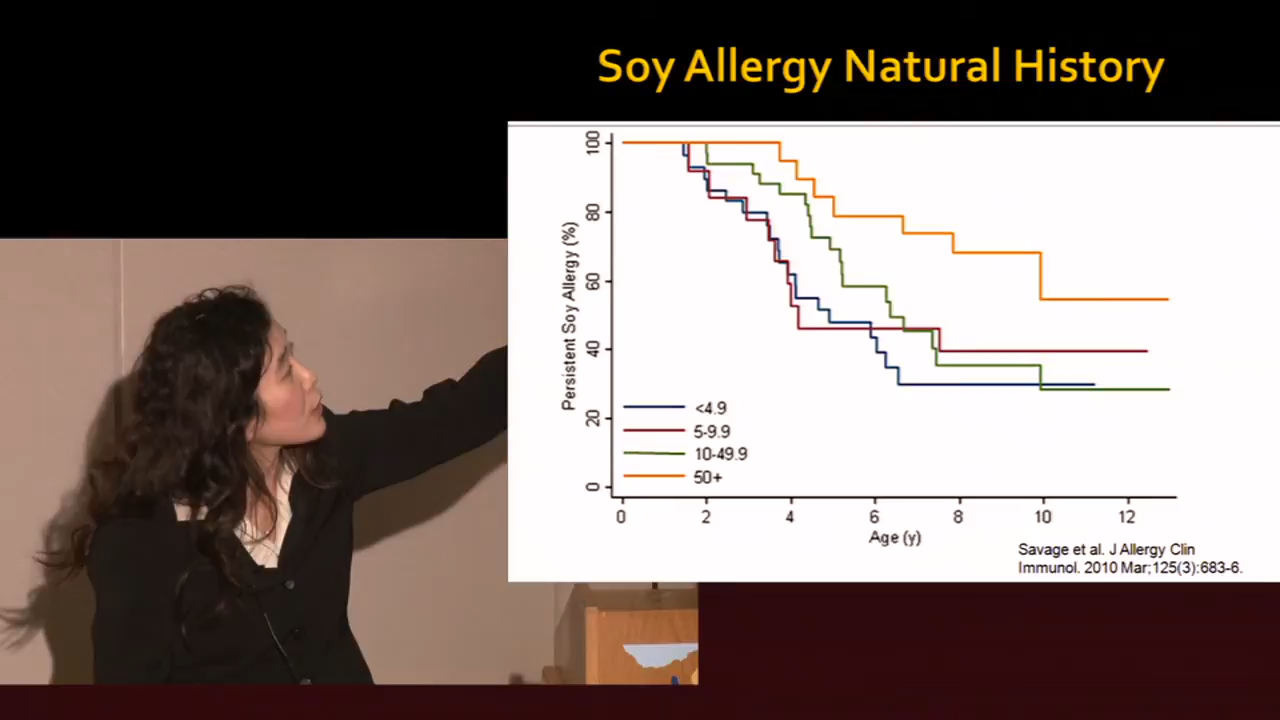 Soy Allergy Natural History
Persistent Soy Allergy (%)
100
80
60
40
20
0
<4.9
5-9.9
10-49.9
50+
0 2 4 6 8 10 12
Age (y)
Savage et al. J Allergy Clin
Immunol. 2010 Mar;125(3):683-6.